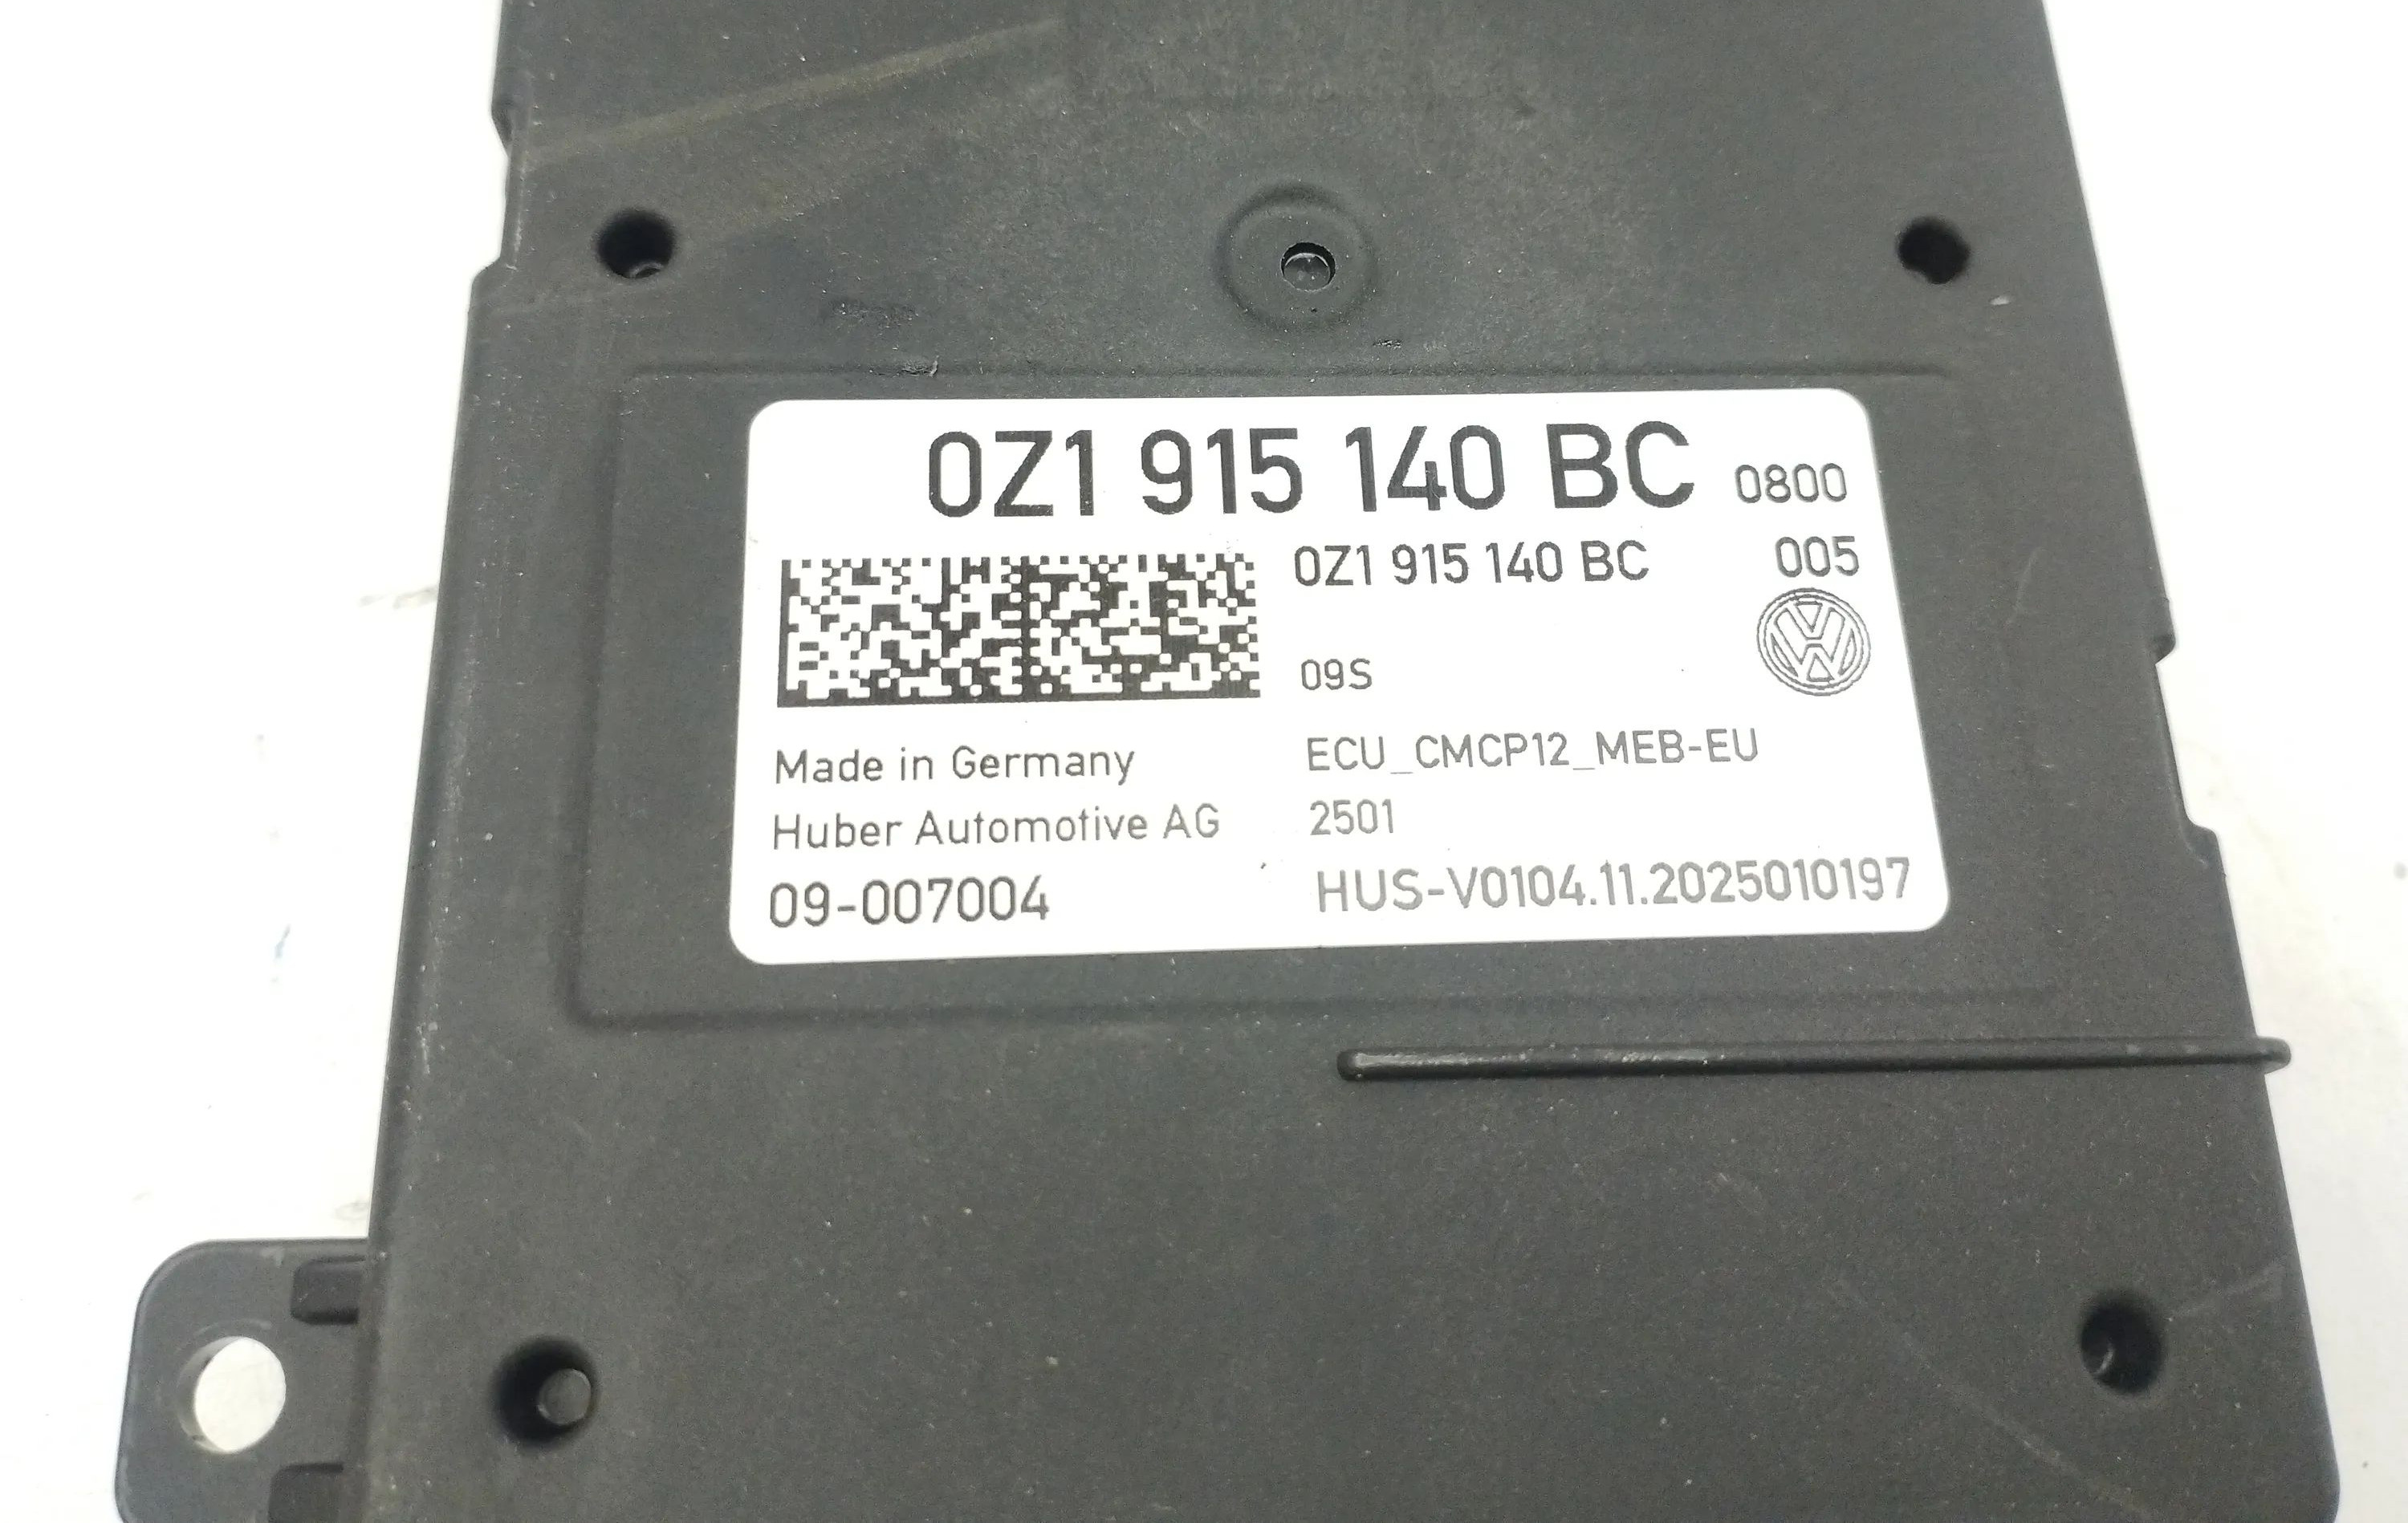 0Z1 915 140 BC 0800
0Z1 915 140 BC 005
09S
Made in Germany ECU_CMCP12_MEB-EU
Huber Automotive AG 2501
09-007004 HUS-V0104.11.2025010197